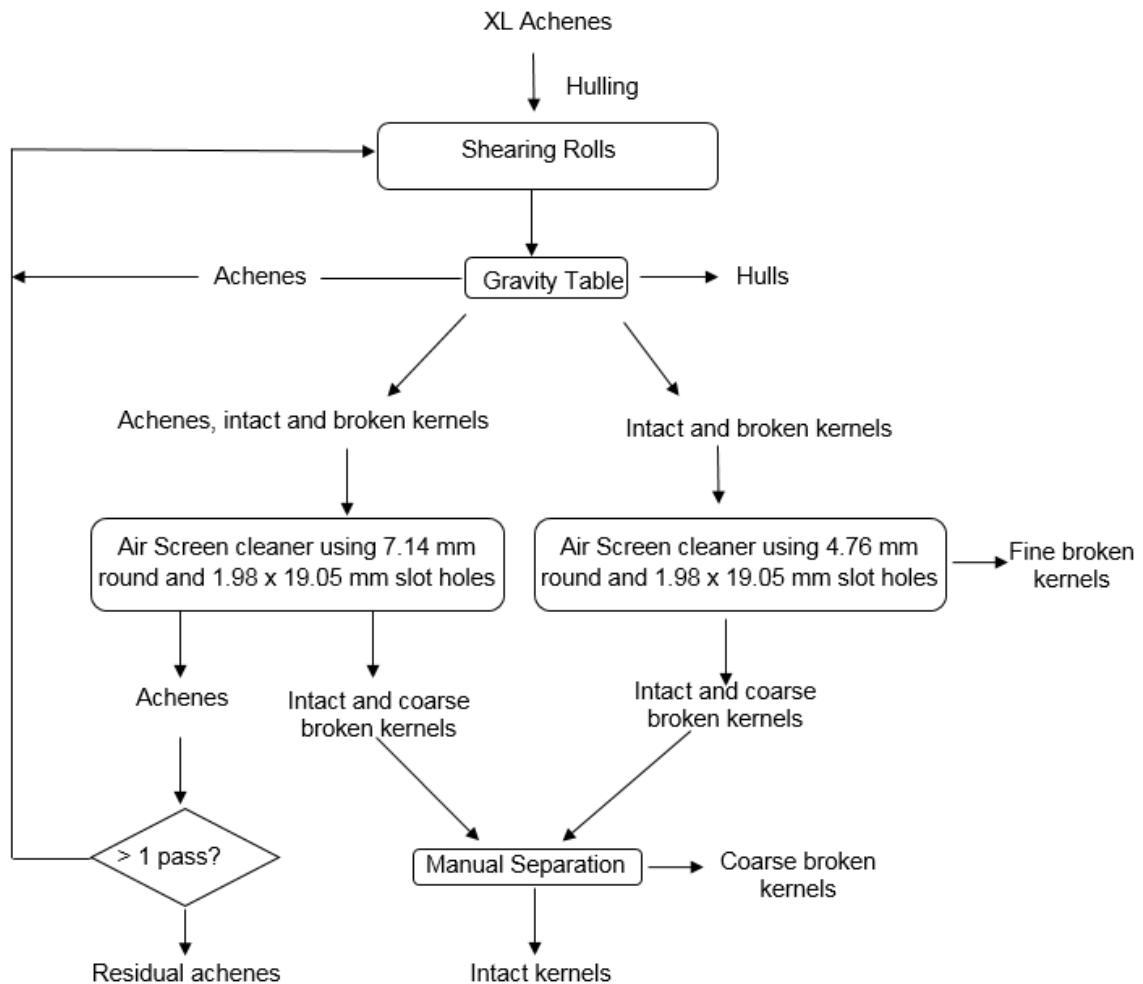 XL Achenes
Hulling
Shearing Rolls
Achenes
Gravity Table
Hulls
Achenes, intact and broken kernels
Intact and broken kernels
Air Screen cleaner using 7.14 mm
round and 1.98 x 19.05 mm slot holes
Air Screen cleaner using 4.76 mm
round and 1.98 x 19.05 mm slot holes
Fine broken
kernels
Achenes
Intact and coarse
broken kernels
Intact and coarse
broken kernels
> 1 pass?
Manual Separation
Coarse broken
kernels
Residual achenes
Intact kernels